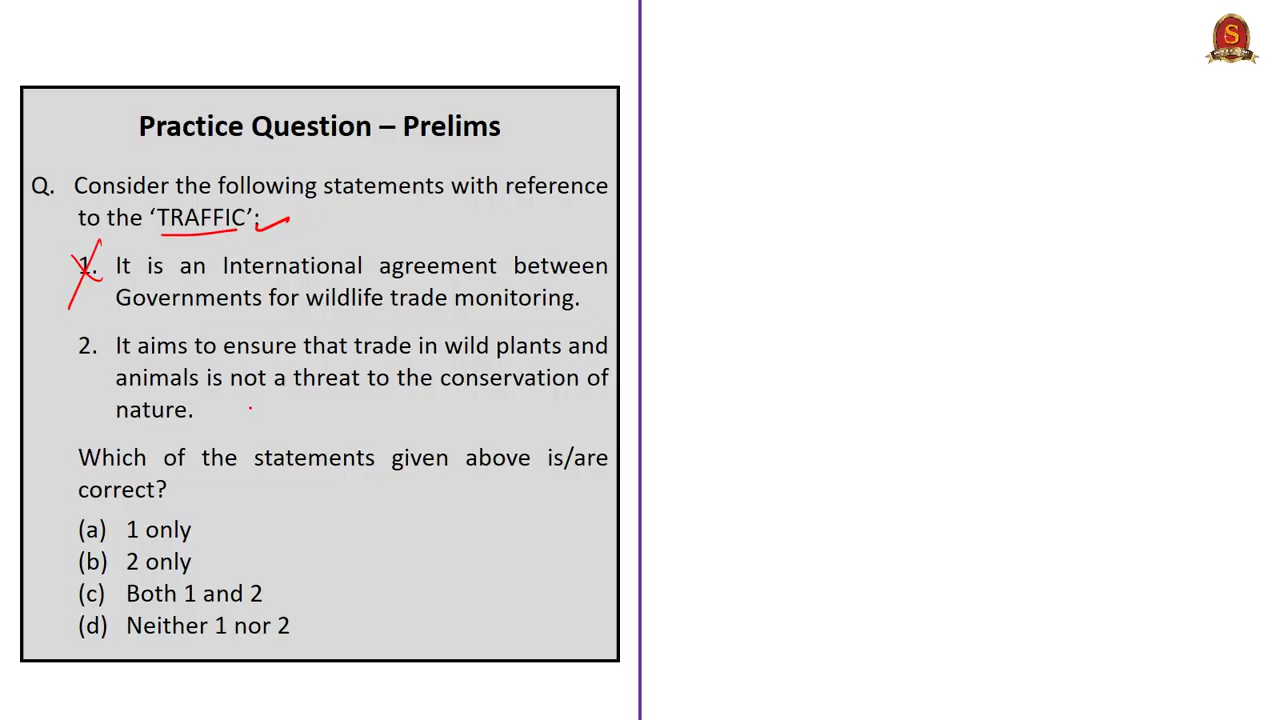 S
Practice Question – Prelims
Q. Consider the following statements with reference
to the ‘TRAFFIC’:
1. It is an International agreement between
Governments for wildlife trade monitoring.
2. It aims to ensure that trade in wild plants and
animals is not a threat to the conservation of
nature.
Which of the statements given above is/are
correct?
(a) 1 only
(b) 2 only
(c) Both 1 and 2
(d) Neither 1 nor 2